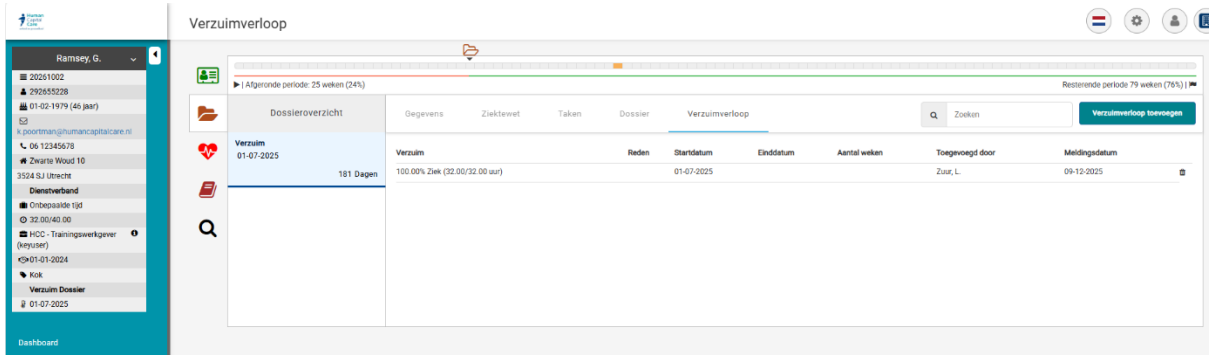 Human
Capital
Care
Verzuimverloop
Ramsey, G.
20261002
292655228
01-02-1979 (46 jaar)
k.poortman@humancapitalcare.nl
06 12345678
Zwarte Woud 10
3524 SJ Utrecht
Dienstverband
Onbepaalde tijd
32.00/40.00
HCC - Trainingswerkgever
(keyuser)
01-01-2024
Kok
Verzuim Dossier
01-07-2025
Dashboard
| Afgeronde periode: 25 weken (24%)
Resterende periode 79 weken (76%) |
Dossieroverzicht
Gegevens Ziektewet Taken Dossier Verzuimverloop
Zoeken
Verzuimverloop toevoegen
Verzuim
01-07-2025
181 Dagen
Verzuim Reden Startdatum Einddatum Aantal weken Toegevoegd door Meldingsdatum
100.00% Ziek (32.00/32.00 uur) 01-07-2025 Zuur, L. 09-12-2025